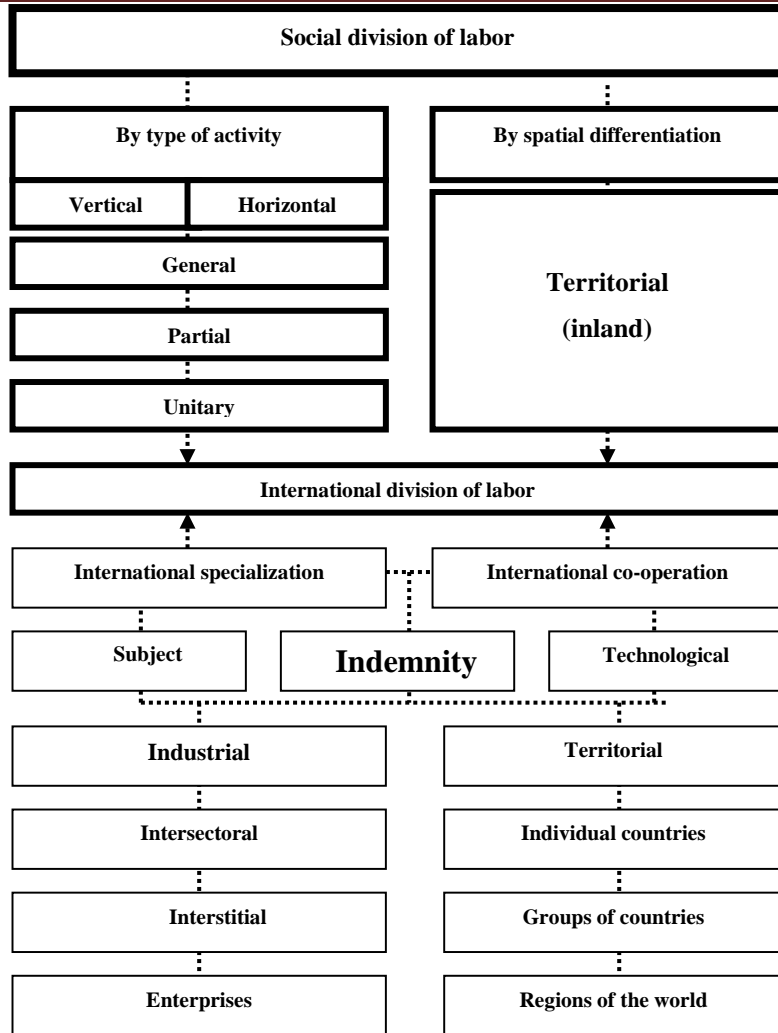 Social division of labor
By type of activity
By spatial differentiation
Vertical
Horizontal
General
Territorial
(inland)
Partial
Unitary
International division of labor
International specialization
International co-operation
Subject
Indemnity
Technological
Industrial
Territorial
Intersectoral
Individual countries
Interstitial
Groups of countries
Enterprises
Regions of the world